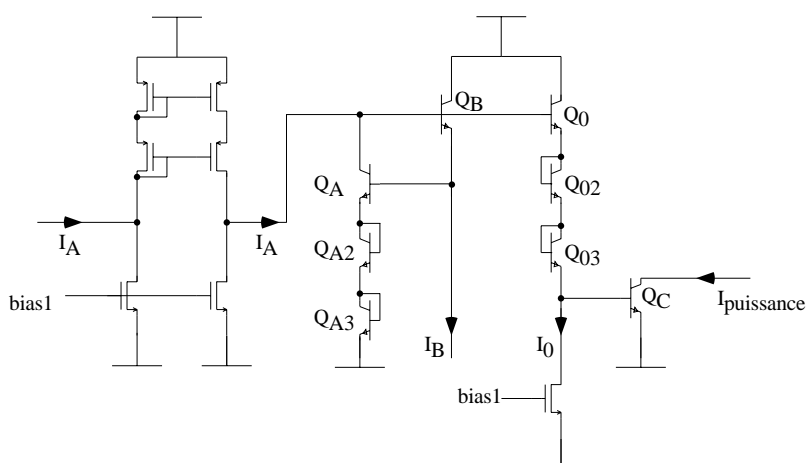 QB
Q0
QA
Q02
IA
IA
QA2
Q03
bias1
QA3
QC
Ipuissance
IB
I0
bias1